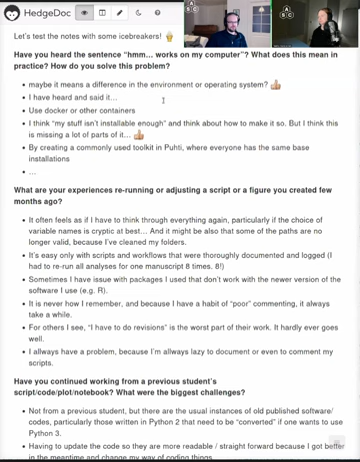 HedgeDoc
Let's test the notes with some icebreakers!
Have you heard the sentence "hmm... works on my computer"? What does this mean in
practice? How do you solve this problem?
maybe it means a difference in the environment or operating system?
I have heard and said it...
Use docker or other containers
I think "my stuff isn't installable enough" and think about how to make it so. But I think this
is missing a lot of parts of it...
By creating a commonly used toolkit in Puhti, where everyone has the same base
installations
...
What are your experiences re-running or adjusting a script or a figure you created few
months ago?
It often feels as if I have to think through everything again, particularly if the choice of
variable names is cryptic at best... And it might be also that some of the paths are no
longer valid, because I've cleaned my folders.
It's easy only with scripts and workflows that were thoroughly documented and logged (I
had to re-run all analyses for one manuscript 8 times, 8!)
Sometimes I have issue with packages I used that don't work with the newer version of the
software I use (e.g. R).
It is never how I remember, and because I have a habit of "poor" commenting, it always
take a while.
For others I see, "I have to do revisions" is the worst part of their work. It hardly ever goes
well.
I allways have a problem, because I'm allways lazy to document or even to comment my
scripts.
Have you continued working from a previous student's
script/code/plot/notebook? What were the biggest challenges?
Not from a previous student, but there are the usual instances of old published software/
codes, particularly those written in Python 2 that need to be "converted" if one wants to use
Python 3.
Having to update the code so they are more readable / straight forward because I got better
in the meantime and change my way of coding things